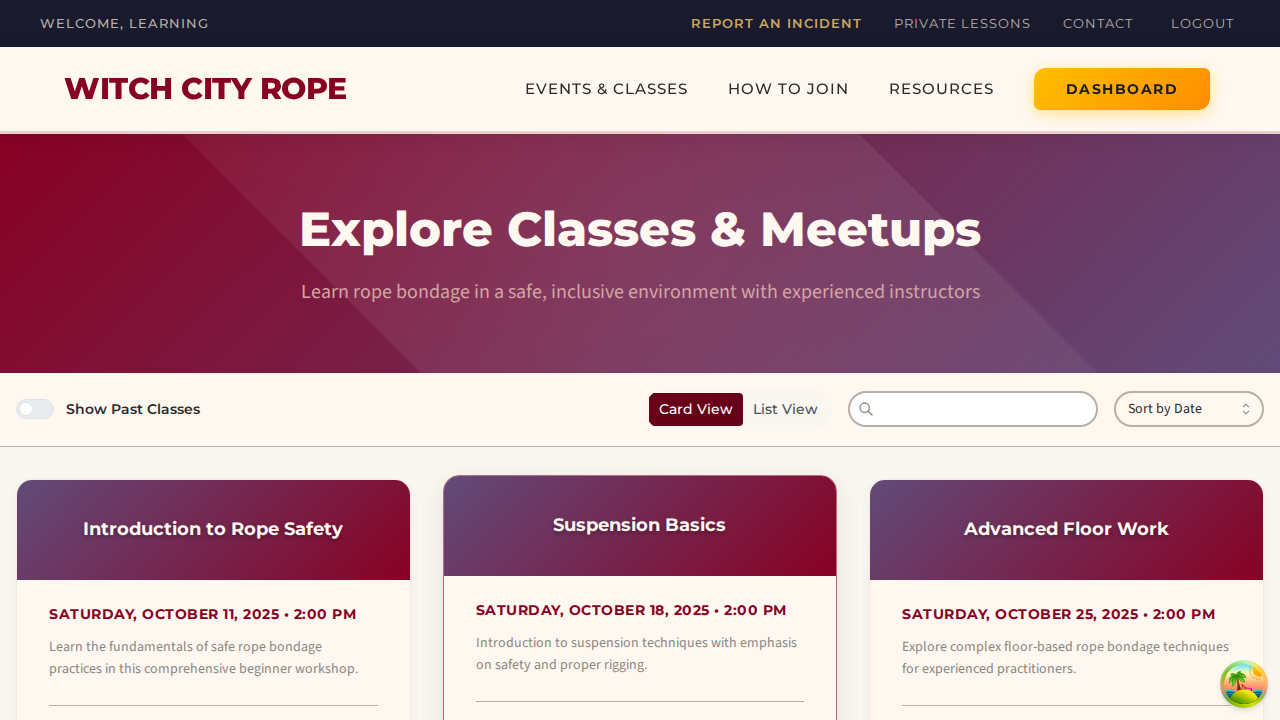 WELCOME, LEARNING
REPORT AN INCIDENT
PRIVATE LESSONS
CONTACT
LOGOUT
WITCH CITY ROPE
EVENTS & CLASSES
HOW TO JOIN
RESOURCES
DASHBOARD
Explore Classes & Meetups
Learn rope bondage in a safe, inclusive environment with experienced instructors
Show Past Classes
Card View
List View
Sort by Date
Introduction to Rope Safety
SATURDAY, OCTOBER 11, 2025 • 2:00 PM
Learn the fundamentals of safe rope bondage
practices in this comprehensive beginner workshop.
Suspension Basics
SATURDAY, OCTOBER 18, 2025 • 2:00 PM
Introduction to suspension techniques with emphasis
on safety and proper rigging.
Advanced Floor Work
SATURDAY, OCTOBER 25, 2025 • 2:00 PM
Explore complex floor-based rope bondage techniques
for experienced practitioners.